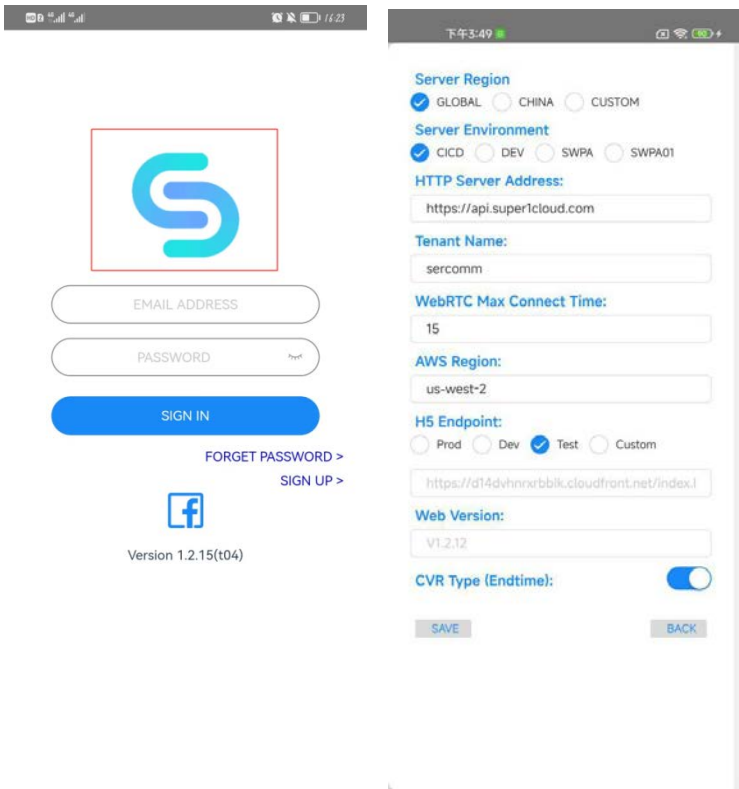 16:23
EMAIL ADDRESS
PASSWORD
SIGN IN
FORGET PASSWORD >
SIGN UP >
Version 1.2.15(t04)
下午3:49
Server Region
GLOBAL CHINA CUSTOM
Server Environment
CICD DEV SWPA SWPA01
HTTP Server Address:
https://api.super1cloud.com
Tenant Name:
sercomm
WebRTC Max Connect Time:
15
AWS Region:
us-west-2
H5 Endpoint:
Prod Dev Test Custom
https://d14dvhnrxrbbik.cloudfront.net/index.l
Web Version:
V1.2.12
CVR Type (Endtime):
SAVE BACK